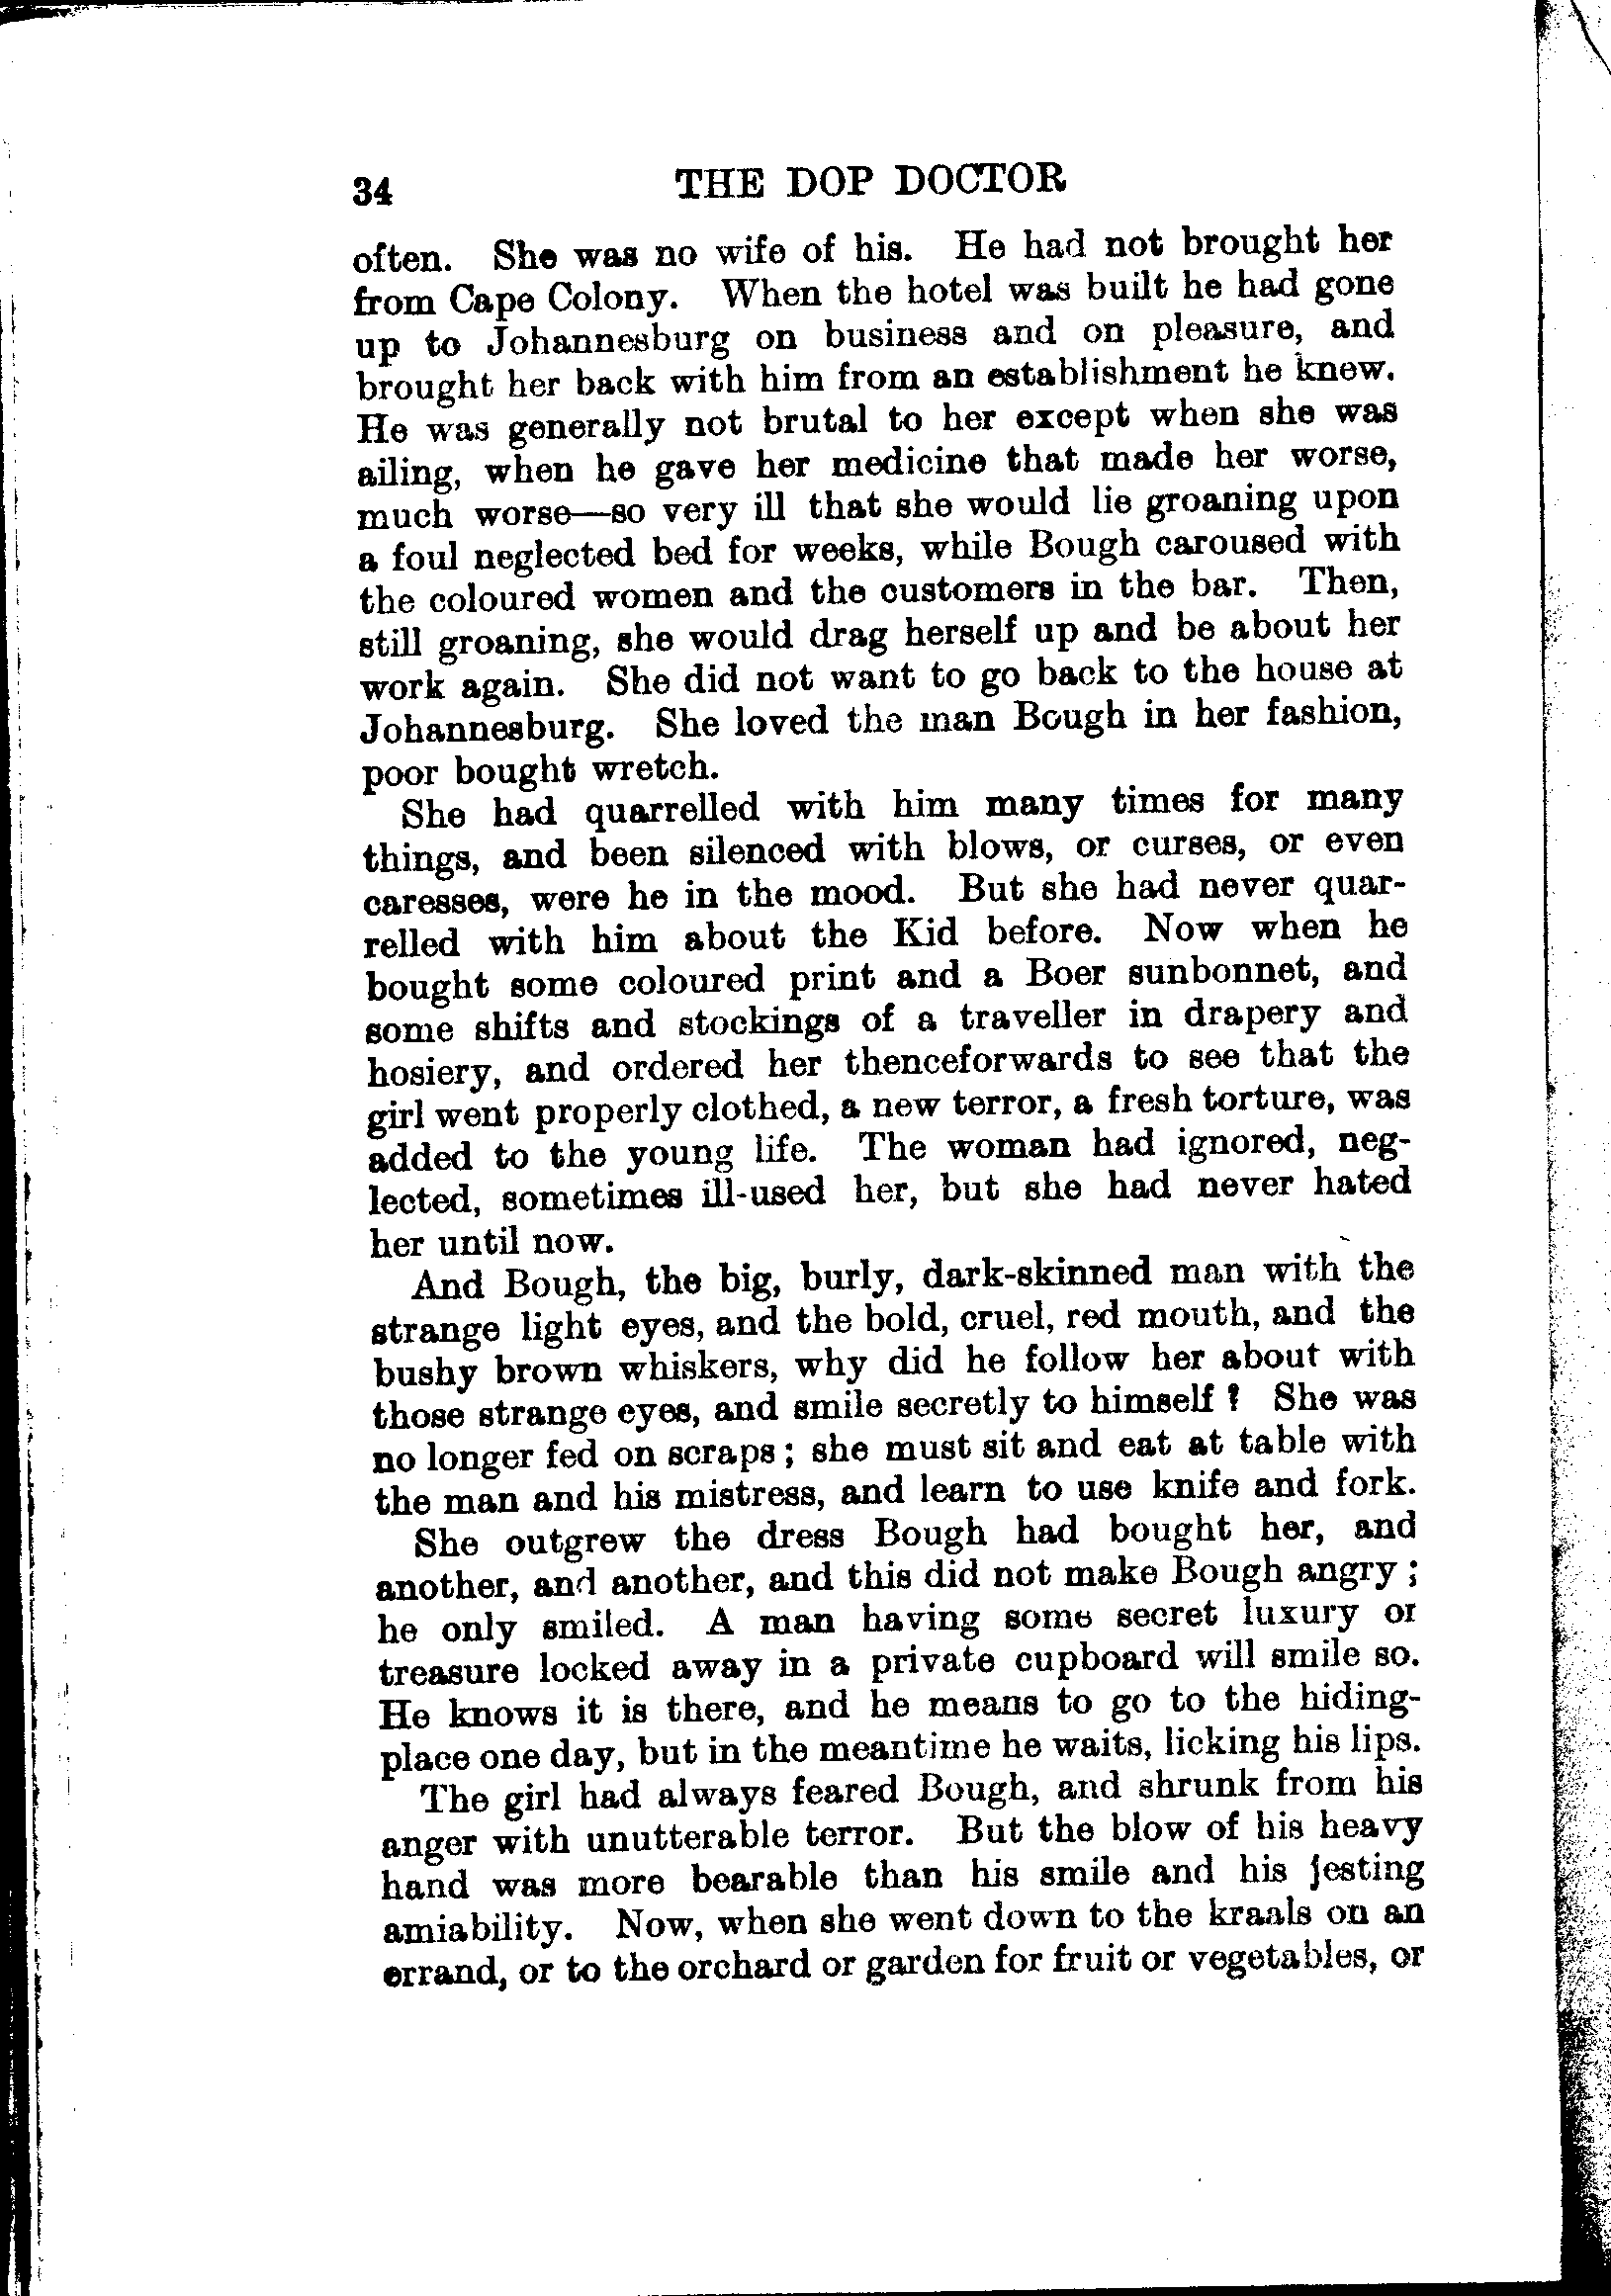 34 THE DOP DOCTOR
often. She was no wife of his. He had not brought her
from Cape Colony. When the hotel was built he had gone
up to Johannesburg on business and on pleasure, and
brought her back with him from an establishment he knew.
He was generally not brutal to her except when she was
ailing, when he gave her medicine that made her worse,
much worse—so very ill that she would lie groaning upon
a foul neglected bed for weeks, while Bough caroused with
the coloured women and the customers in the bar. Then,
still groaning, she would drag herself up and be about her
work again. She did not want to go back to the house at
Johannesburg. She loved the man Bough in her fashion,
poor bought wretch.
She had quarrelled with him many times for many
things, and been silenced with blows, or curses, or even
caresses, were he in the mood. But she had never quar-
relled with him about the Kid before. Now when he
bought some coloured print and a Boer sunbonnet, and
some shifts and stockings of a traveller in drapery and
hosiery, and ordered her thenceforwards to see that the
girl went properly clothed, a new terror, a fresh torture, was
added to the young life. The woman had ignored, neg-
lected, sometimes ill-used her, but she had never hated
her until now.
And Bough, the big, burly, dark-skinned man with the
strange light eyes, and the bold, cruel, red mouth, and the
bushy brown whiskers, why did he follow her about with
those strange eyes, and smile secretly to himself? She was
no longer fed on scraps; she must sit and eat at table with
the man and his mistress, and learn to use knife and fork.
She outgrew the dress Bough had bought her, and
another, and another, and this did not make Bough angry;
he only smiled. A man having some secret luxury or
treasure locked away in a private cupboard will smile so.
He knows it is there, and he means to go to the hiding-
place one day, but in the meantime he waits, licking his lips.
The girl had always feared Bough, and shrunk from his
anger with unutterable terror. But the blow of his heavy
hand was more bearable than his smile and his jesting
amiability. Now, when she went down to the kraals on an
errand, or to the orchard or garden for fruit or vegetables, or